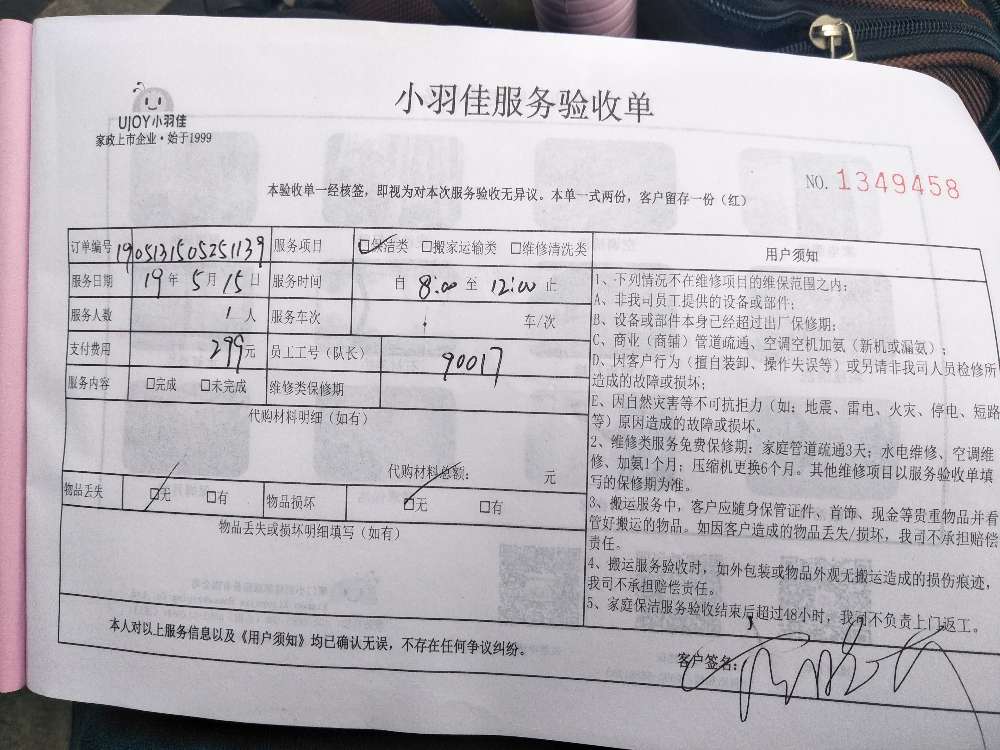 UJOY小羽佳
家政上市企业·始于1999
小羽佳服务验收单
本验收单一经核签，即视为对本次服务验收无异议。本单一式两份，客户留存一份（红）
NO. 1349458
订单编号 1905131505251139 服务项目 ☑保洁类 □搬家运输类 □维修清洗类
服务日期 19年 5月 15日 服务时间 自 8:00 至 12:00 止
服务人数 1 人 服务车次 车/次
支付费用 299元 员工工号（队长） 90017
服务内容 □完成 □未完成 维修类保修期
代购材料明细（如有）
代购材料总额： 元
物品丢失 ☑无 □有 物品损坏 ☑无 □有
物品丢失或损坏明细填写（如有）
用户须知
1、下列情况不在维修项目的维保范围之内：
A、非我司员工提供的设备或部件；
B、设备或部件本身已经超过出厂保修期；
C、商业（商铺）管道疏通、空调空机加氨（新机或漏氨）；
D、因客户行为（擅自装卸、操作失误等）或另请非我司人员检修所
造成的故障或损坏；
E、因自然灾害等不可抗拒力（如：地震、雷电、火灾、停电、短路
等）原因造成的故障或损坏。
2、维修类服务免费保修期：家庭管道疏通3天；水电维修、空调维
修、加氨1个月；压缩机更换6个月。其他维修项目以服务验收单填
写的保修期为准。
3、搬运服务中，客户应随身保管证件、首饰、现金等贵重物品并看
管好搬运的物品。如因客户造成的物品丢失/损坏，我司不承担赔偿
责任。
4、搬运服务验收时，如外包装或物品外观无搬运造成的损伤痕迹，
我司不承担赔偿责任。
5、家庭保洁服务验收结束后超过48小时，我司不负责上门返工。
本人对以上服务信息以及《用户须知》均已确认无误，不存在任何争议纠纷。
客户签名：